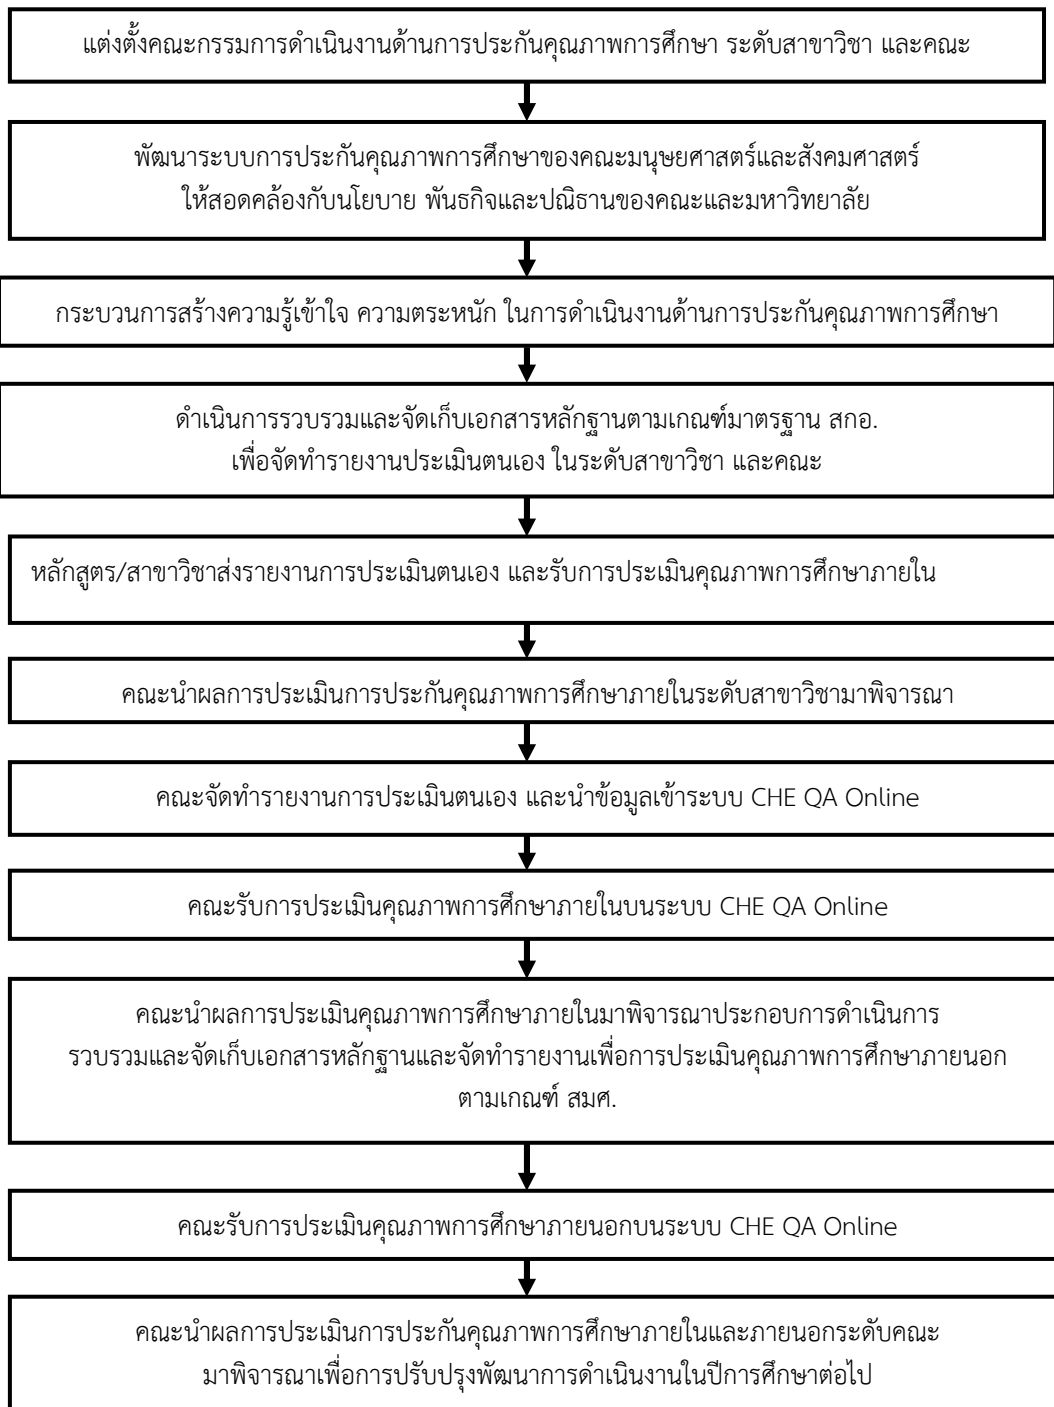 แต่งตั้งคณะกรรมการดำเนินงานด้านการประกันคุณภาพการศึกษา ระดับสาขาวิชา และคณะ
พัฒนาระบบการประกันคุณภาพการศึกษาของคณะมนุษยศาสตร์และสังคมศาสตร์
ให้สอดคล้องกับนโยบาย พันธกิจและปณิธานของคณะและมหาวิทยาลัย
กระบวนการสร้างความรู้เข้าใจ ความตระหนัก ในการดำเนินงานด้านการประกันคุณภาพการศึกษา
ดำเนินการรวบรวมและจัดเก็บเอกสารหลักฐานตามเกณฑ์มาตรฐาน สกอ.
เพื่อจัดทำรายงานประเมินตนเอง ในระดับสาขาวิชา และคณะ
หลักสูตร/สาขาวิชาส่งรายงานการประเมินตนเอง และรับการประเมินคุณภาพการศึกษาภายใน
คณะนำผลการประเมินการประกันคุณภาพการศึกษาภายในระดับสาขาวิชามาพิจารณา
คณะจัดทำรายงานการประเมินตนเอง และนำข้อมูลเข้าระบบ CHE QA Online
คณะรับการประเมินคุณภาพการศึกษาภายในบนระบบ CHE QA Online
คณะนำผลการประเมินคุณภาพการศึกษาภายในมาพิจารณาประกอบการดำเนินการ
รวบรวมและจัดเก็บเอกสารหลักฐานและจัดทำรายงานเพื่อการประเมินคุณภาพการศึกษาภายนอก
ตามเกณฑ์ สมศ.
คณะรับการประเมินคุณภาพการศึกษาภายนอกบนระบบ CHE QA Online
คณะนำผลการประเมินการประกันคุณภาพการศึกษาภายในและภายนอกระดับคณะ
มาพิจารณาเพื่อการปรับปรุงพัฒนาการดำเนินงานในปีการศึกษาต่อไป